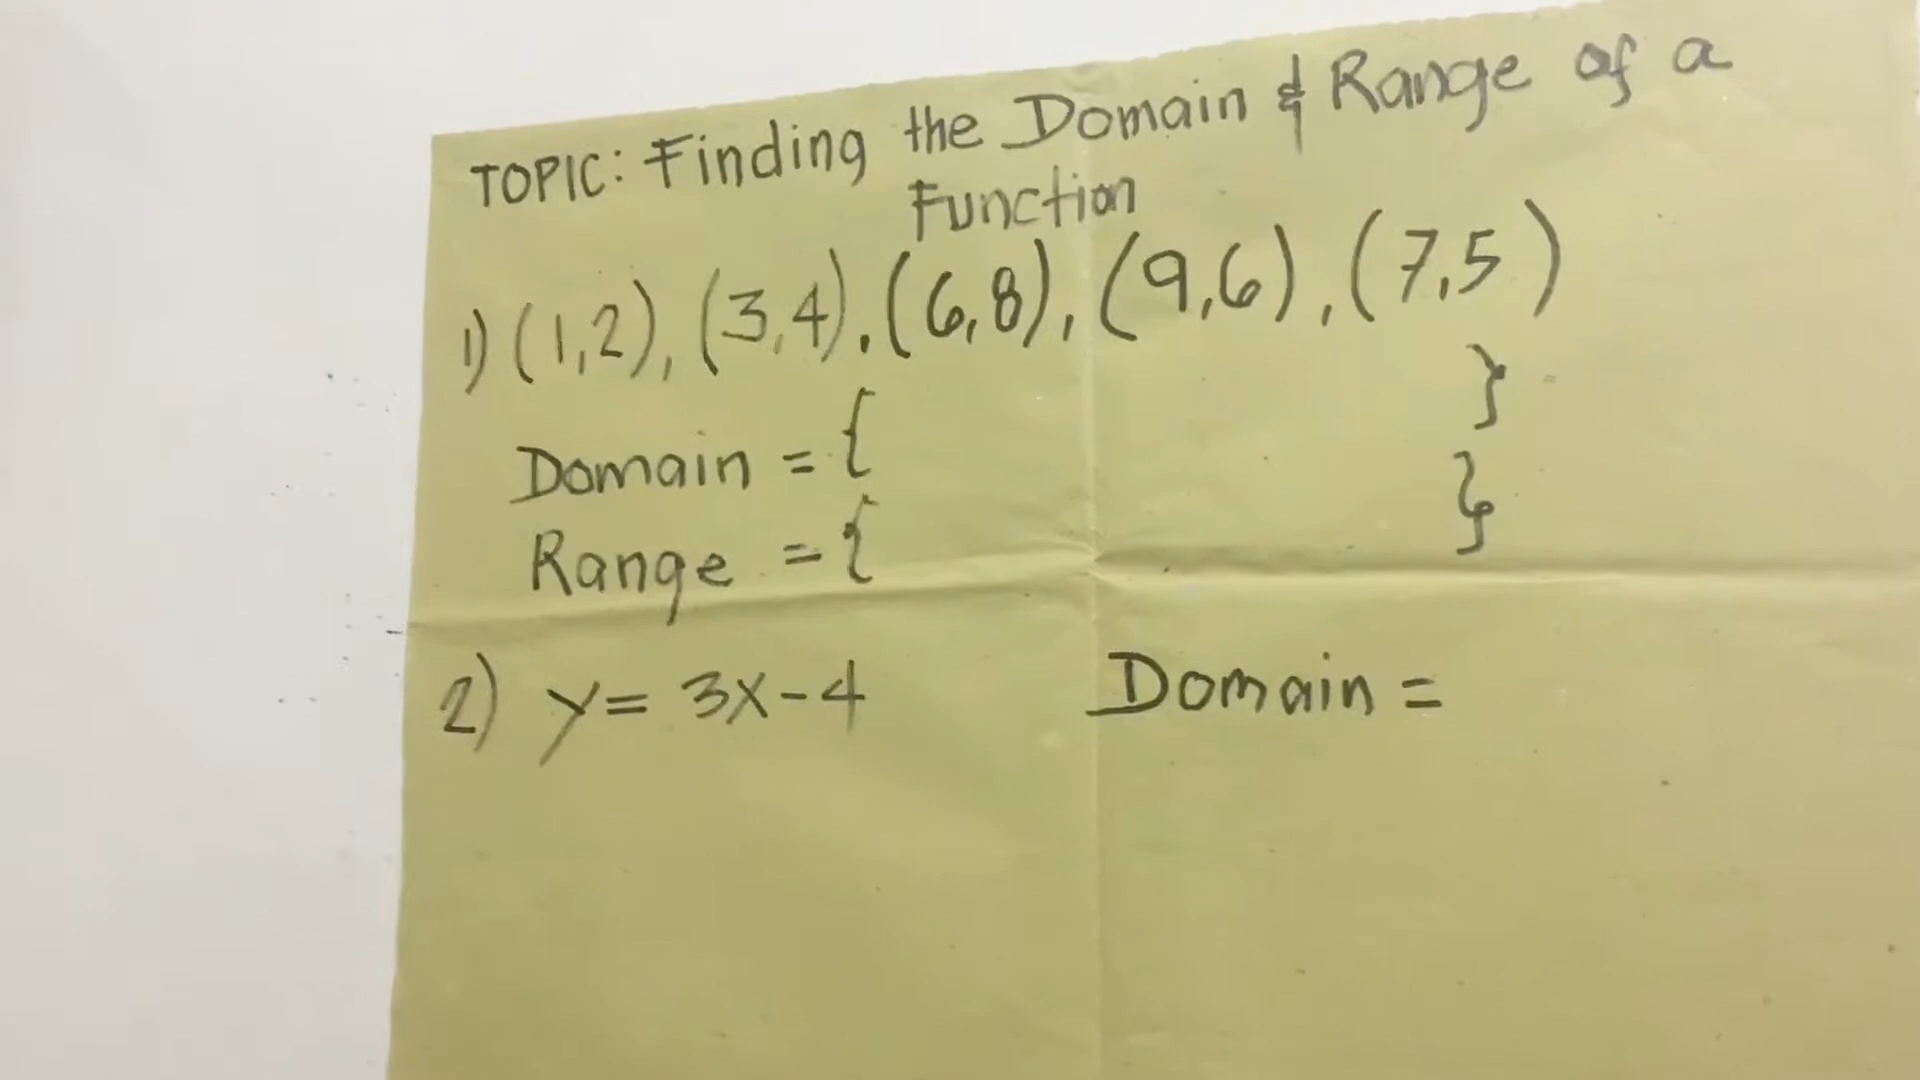 TOPIC: Finding the Domain & Range of a
Function
1) (1,2), (3,4), (6,8), (9,6), (7,5)
Domain = { }
Range = { }
2) y = 3x - 4 Domain =